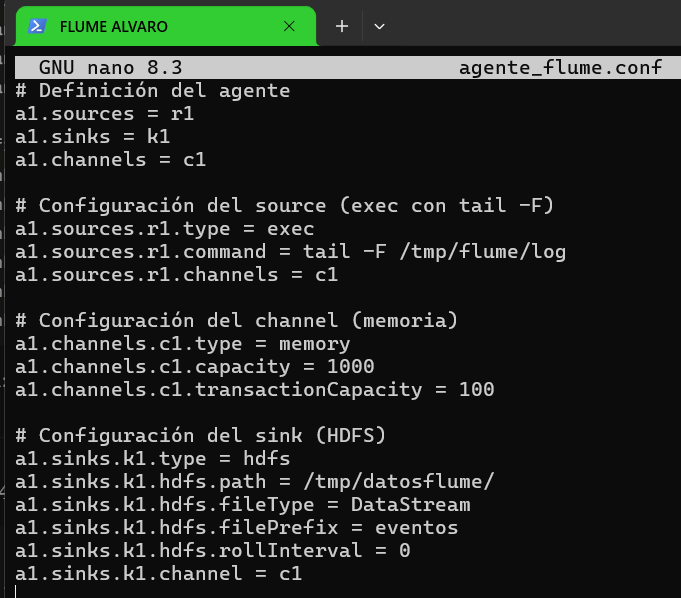 FLUME ALVARO
GNU nano 8.3 agente_flume.conf
# Definición del agente
a1.sources = r1
a1.sinks = k1
a1.channels = c1
# Configuración del source (exec con tail -F)
a1.sources.r1.type = exec
a1.sources.r1.command = tail -F /tmp/flume/log
a1.sources.r1.channels = c1
# Configuración del channel (memoria)
a1.channels.c1.type = memory
a1.channels.c1.capacity = 1000
a1.channels.c1.transactionCapacity = 100
# Configuración del sink (HDFS)
a1.sinks.k1.type = hdfs
a1.sinks.k1.hdfs.path = /tmp/datosflume/
a1.sinks.k1.hdfs.fileType = DataStream
a1.sinks.k1.hdfs.filePrefix = eventos
a1.sinks.k1.hdfs.rollInterval = 0
a1.sinks.k1.channel = c1